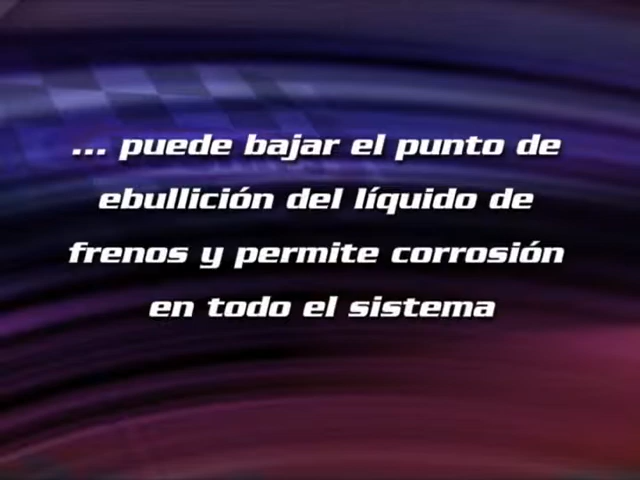 ... puede bajar el punto de
ebullición del líquido de
frenos y permite corrosión
en todo el sistema